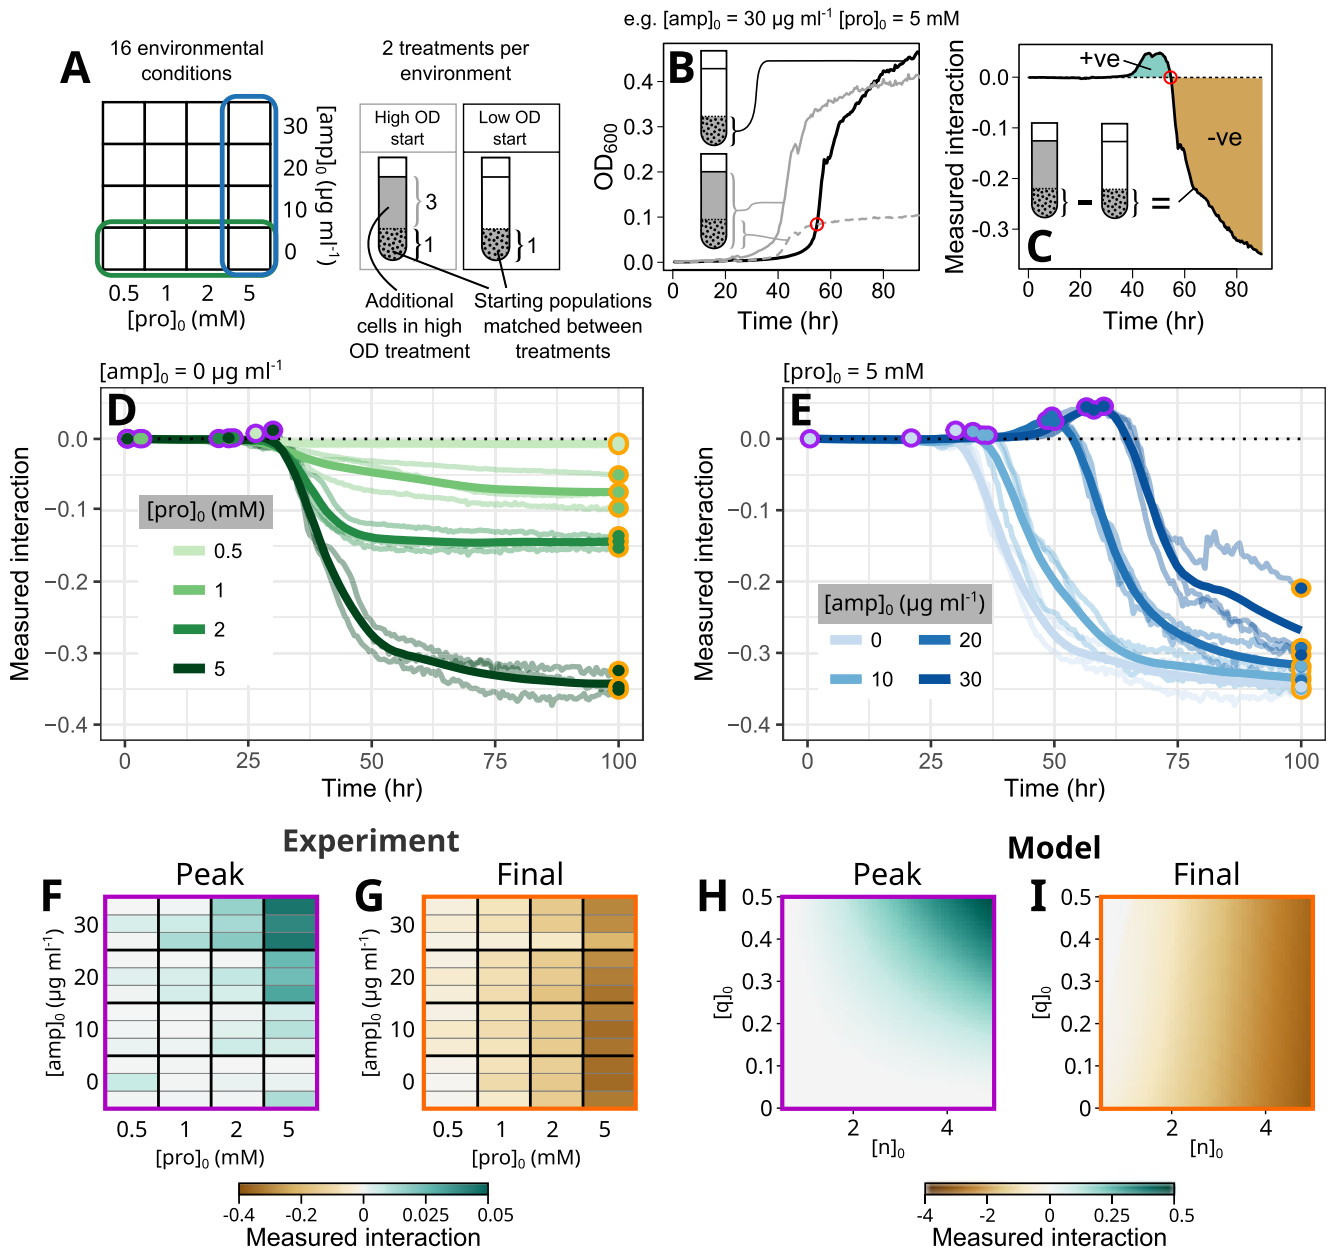 e.g. [amp]₀ = 30 µg ml⁻¹ [pro]₀ = 5 mM
A
16 environmental
conditions
30
20
10
0
[amp]₀ (µg ml⁻¹)
0.5 1 2 5
[pro]₀ (mM)
2 treatments per
environment
High OD
start
Low OD
start
3
1
1
Additional
cells in high
OD treatment
Starting populations
matched between
treatments
B
OD₆₀₀
0.4
0.3
0.2
0.1
0.0
0 20 40 60 80
Time (hr)
C
Measured interaction
0.0
-0.1
-0.2
-0.3
+ve
-ve
- =
0 20 40 60 80
Time (hr)
[amp]₀ = 0 µg ml⁻¹
D
Measured interaction
0.0
−0.1
−0.2
−0.3
−0.4
[pro]₀ (mM)
0.5
1
2
5
0 25 50 75 100
Time (hr)
[pro]₀ = 5 mM
E
Measured interaction
0.0
−0.1
−0.2
−0.3
−0.4
[amp]₀ (µg ml⁻¹)
0 20
10 30
0 25 50 75 100
Time (hr)
Experiment
F
Peak
[amp]₀ (µg ml⁻¹)
30
20
10
0
0.5 1 2 5
[pro]₀ (mM)
G
Final
[amp]₀ (µg ml⁻¹)
30
20
10
0
0.5 1 2 5
[pro]₀ (mM)
-0.4 -0.2 0 0.025 0.05
Measured interaction
Model
H
Peak
[q]₀
0.5
0.4
0.3
0.2
0.1
0
2 4
[n]₀
I
Final
[q]₀
0.5
0.4
0.3
0.2
0.1
0
2 4
[n]₀
-4 -2 0 0.25 0.5
Measured interaction